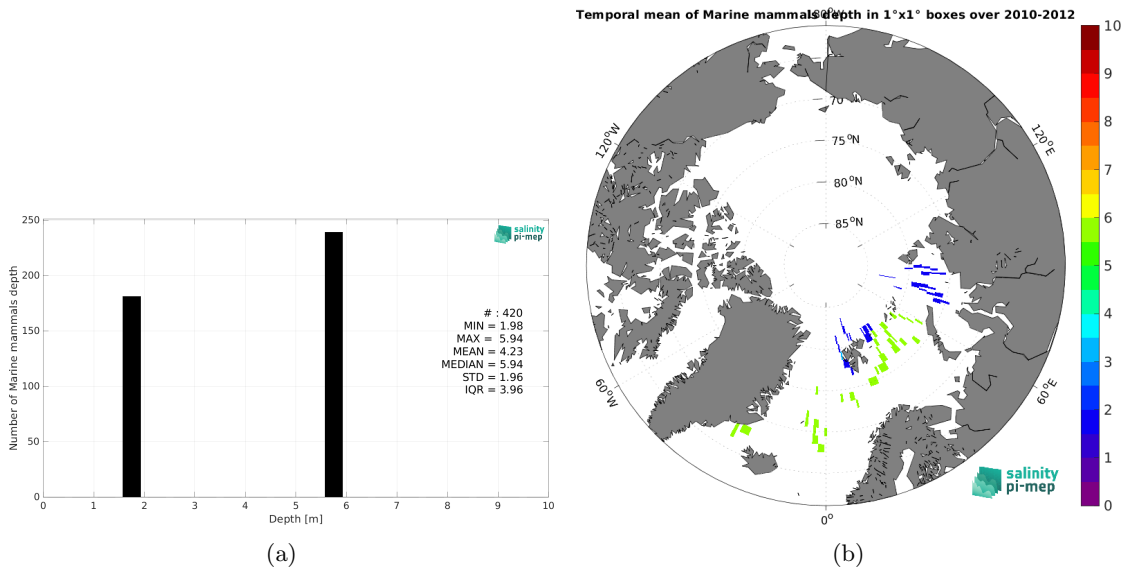 Temporal mean of Marine mammals depth in 1°x1° boxes over 2010-2012
180°W
120°W
120°E
60°W
60°E
0°
70°N
75°N
80°N
85°N
10
9
8
7
6
5
4
3
2
1
0
salinity
pi-mep
250
200
150
100
50
0
Number of Marine mammals depth
0 1 2 3 4 5 6 7 8 9 10
Depth [m]
salinity
pi-mep
# : 420
MIN = 1.98
MAX = 5.94
MEAN = 4.23
MEDIAN = 5.94
STD = 1.96
IQR = 3.96
(a)
(b)